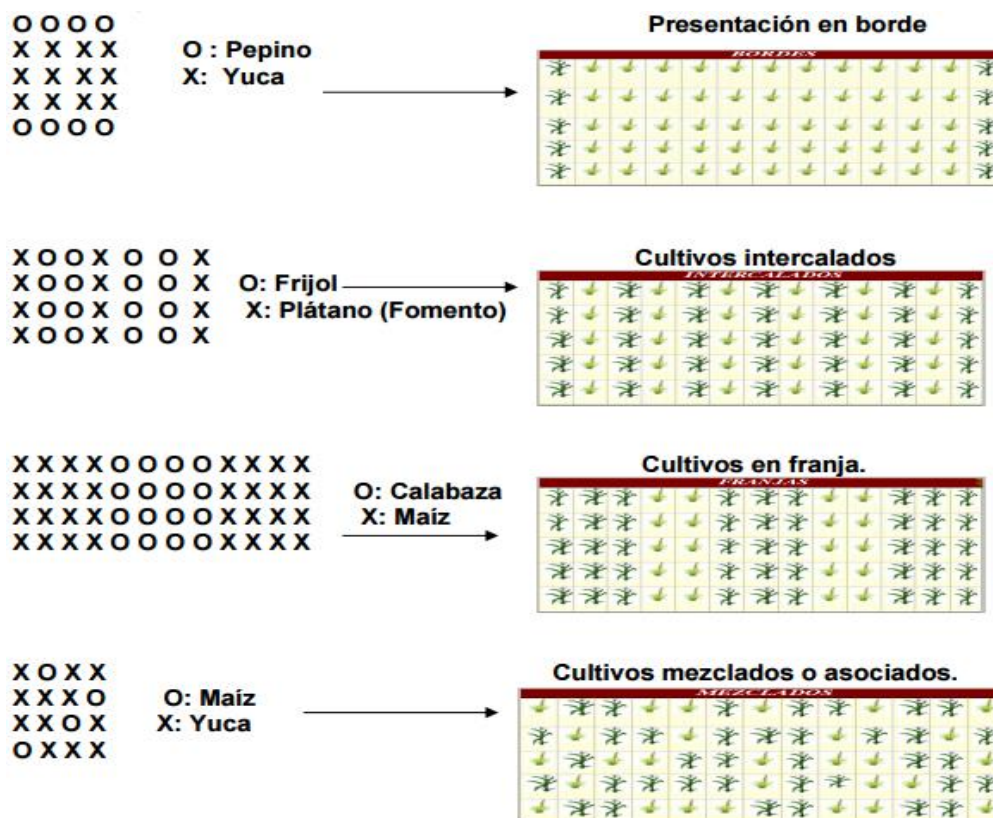 O O O O
X X X X
X X X X
X X X X
O O O O
O : Pepino
X: Yuca
Presentación en borde
BORDES
X O O X O O X
X O O X O O X
X O O X O O X
X O O X O O X
O: Frijol
X: Plátano (Fomento)
Cultivos intercalados
INTERCALADOS
X X X X O O O O X X X X
X X X X O O O O X X X X
X X X X O O O O X X X X
X X X X O O O O X X X X
O: Calabaza
X: Maíz
Cultivos en franja.
FRANJAS
X O X X
X X X O
X X O X
O X X X
O: Maíz
X: Yuca
Cultivos mezclados o asociados.
MEZCLADOS